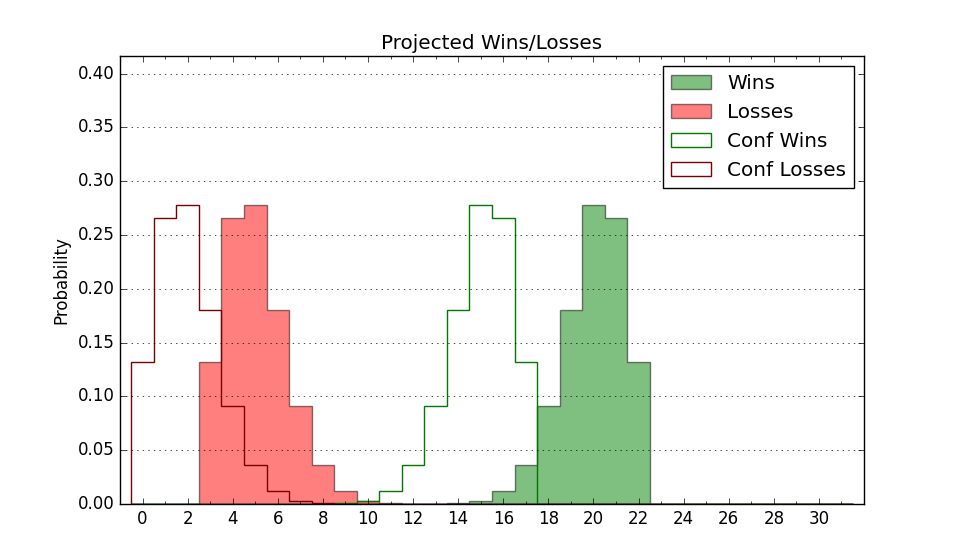 Projected Wins/Losses
0.40
0.35
0.30
0.25
0.20
0.15
0.10
0.05
0.00
Probability
Wins
Losses
Conf Wins
Conf Losses
0 2 4 6 8 10 12 14 16 18 20 22 24 26 28 30